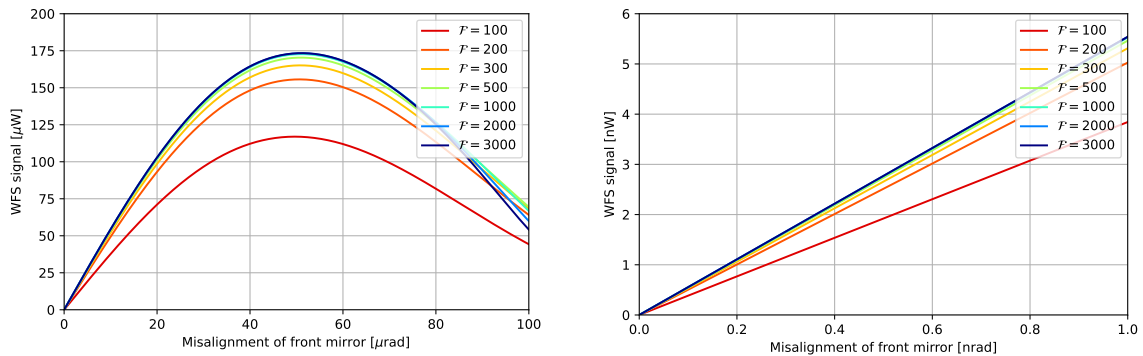 200
175
150
125
100
75
50
25
0
WFS signal [μW]
0 20 40 60 80 100
Misalignment of front mirror [μrad]
ℱ = 100
ℱ = 200
ℱ = 300
ℱ = 500
ℱ = 1000
ℱ = 2000
ℱ = 3000
6
5
4
3
2
1
0
WFS signal [nW]
0.0 0.2 0.4 0.6 0.8 1.0
Misalignment of front mirror [nrad]
ℱ = 100
ℱ = 200
ℱ = 300
ℱ = 500
ℱ = 1000
ℱ = 2000
ℱ = 3000